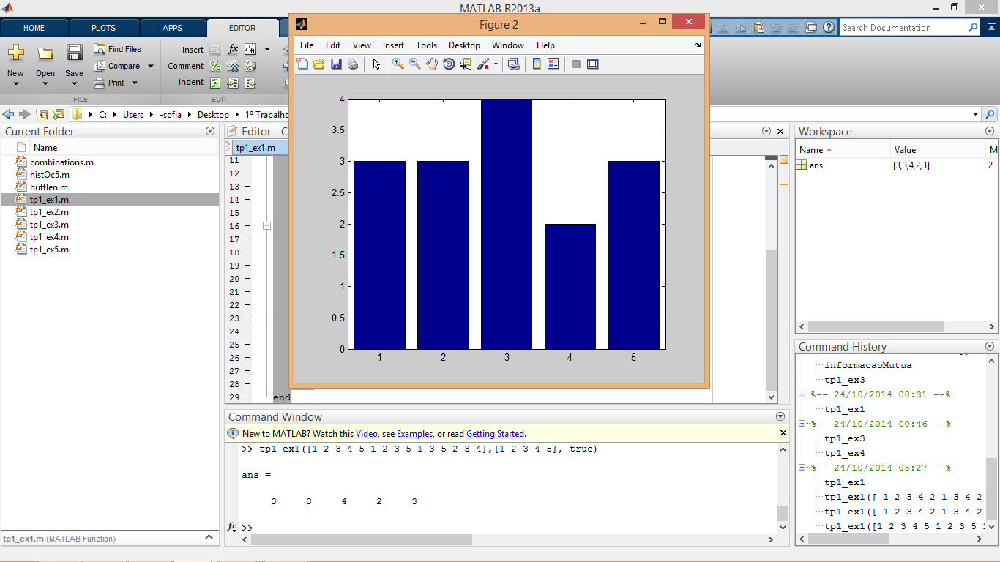 MATLAB R2013a
HOME PLOTS APPS EDITOR
Search Documentation
New Open Save
Find Files
Compare
Print
Insert
Comment
Indent
FILE EDIT
C: Users -sofia Desktop 1º Trabalho
Current Folder
Name
combinations.m
histOc5.m
hufflen.m
tp1_ex1.m
tp1_ex2.m
tp1_ex3.m
tp1_ex4.m
tp1_ex5.m
tp1_ex1.m (MATLAB Function)
Editor - C
tp1_ex1.m
11
12
13
14
15
16
17
18
19
20
21
22
23
24
25
26
27
28
29 end
Figure 2
File Edit View Insert Tools Desktop Window Help
4
3.5
3
2.5
2
1.5
1
0.5
0
1 2 3 4 5
Command Window
New to MATLAB? Watch this Video, see Examples, or read Getting Started.
>> tp1_ex1([1 2 3 4 5 1 2 3 5 1 3 5 2 3 4],[1 2 3 4 5], true)
ans =
3 3 4 2 3
fx >>
Workspace
Name Value M
ans [3,3,4,2,3] 2
Command History
informacaoMutua
tp1_ex3
%-- 24/10/2014 00:31 --%
tp1_ex1
%-- 24/10/2014 00:46 --%
tp1_ex3
tp1_ex4
%-- 24/10/2014 05:27 --%
tp1_ex1
tp1_ex1([ 1 2 3 4 2 1 3 4 2
tp1_ex1([ 1 2 3 4 2 1 3 4 2
tp1_ex1([1 2 3 4 5 1 2 3 5 1